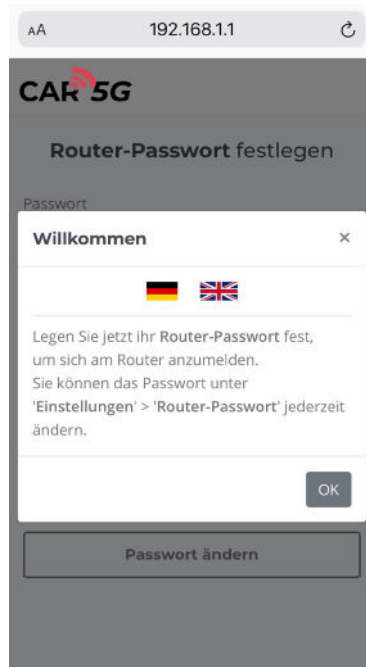 AA 192.168.1.1
CAR 5G
Router-Passwort festlegen
Passwort
Willkommen ×
Legen Sie jetzt ihr Router-Passwort fest,
um sich am Router anzumelden.
Sie können das Passwort unter
'Einstellungen' > 'Router-Passwort' jederzeit
ändern.
OK
Passwort ändern